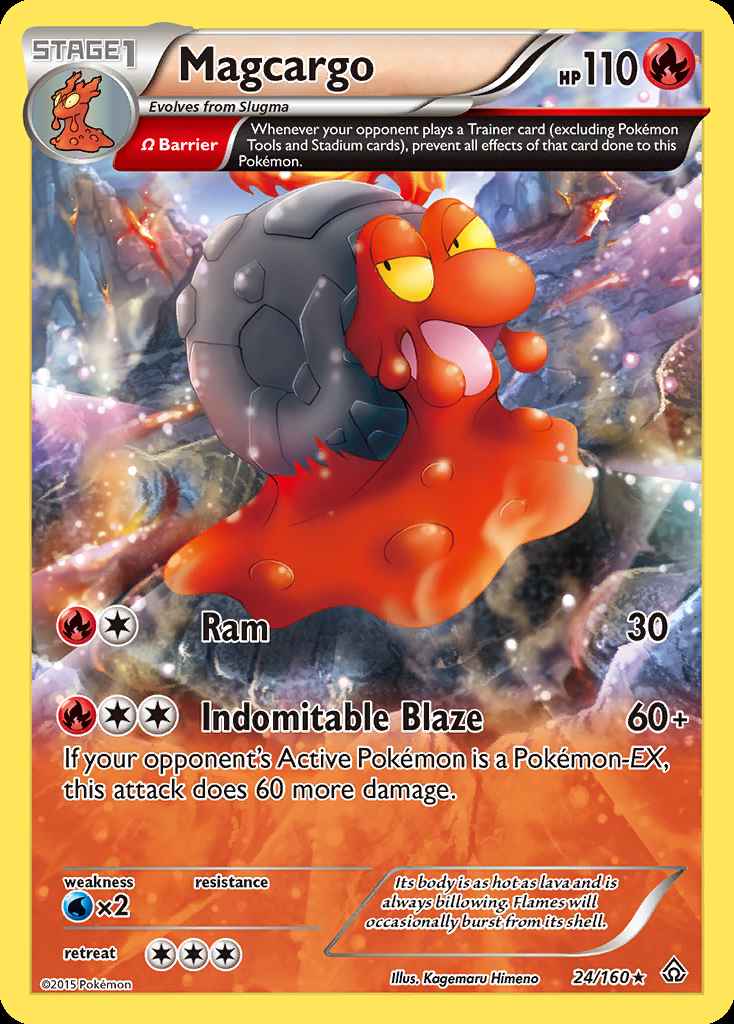 STAGE1
Magcargo
HP110
Evolves from Slugma
Ω Barrier
Whenever your opponent plays a Trainer card (excluding Pokémon
Tools and Stadium cards), prevent all effects of that card done to this
Pokémon.
Ram 30
Indomitable Blaze 60+
If your opponent's Active Pokémon is a Pokémon-EX,
this attack does 60 more damage.
weakness resistance
×2
retreat
Its body is as hot as lava and is
always billowing. Flames will
occasionally burst from its shell.
©2015 Pokémon
Illus. Kagemaru Himeno
24/160★